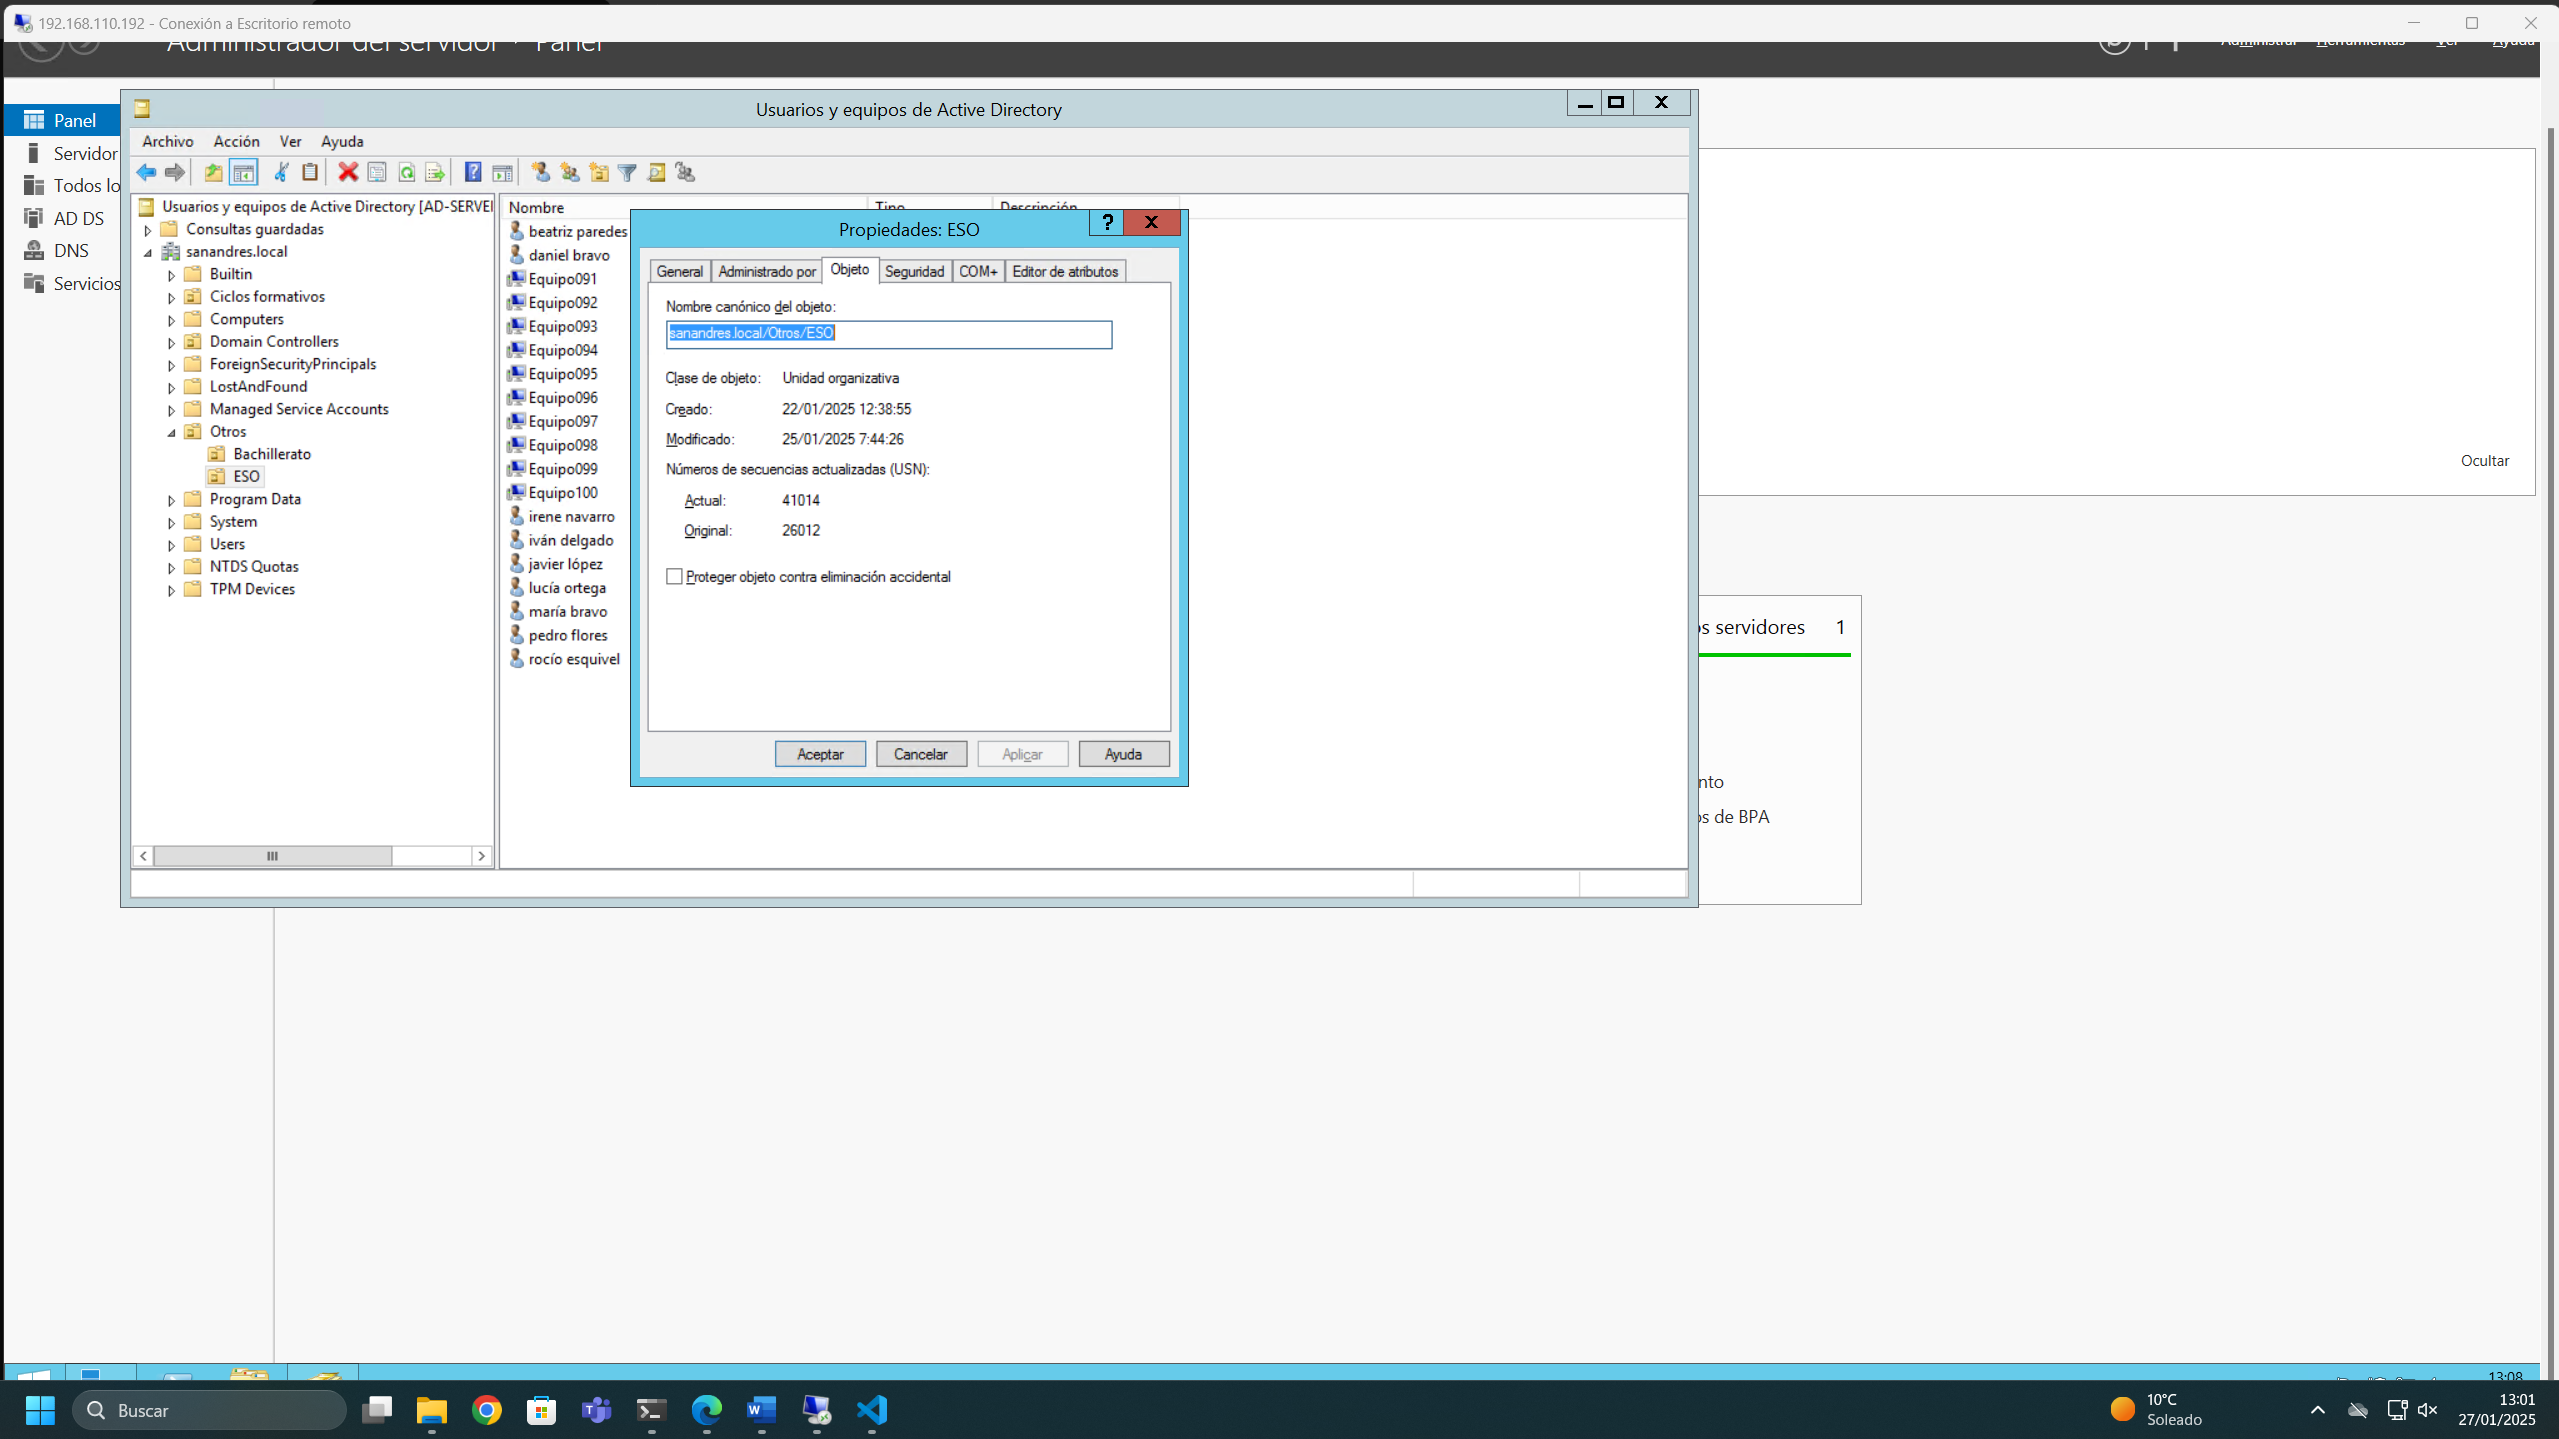 192.168.110.192 - Conexión a Escritorio remoto
Administrador del servidor · Panel
Administrar Herramientas Ver Ayuda
Panel
Servidor
Todos lo
AD DS
DNS
Servicios
Usuarios y equipos de Active Directory
Archivo Acción Ver Ayuda
Usuarios y equipos de Active Directory [AD-SERVE
Consultas guardadas
sanandres.local
Builtin
Ciclos formativos
Computers
Domain Controllers
ForeignSecurityPrincipals
LostAndFound
Managed Service Accounts
Otros
Bachillerato
ESO
Program Data
System
Users
NTDS Quotas
TPM Devices
Nombre Tipo Descripción
beatriz paredes
daniel bravo
Equipo091
Equipo092
Equipo093
Equipo094
Equipo095
Equipo096
Equipo097
Equipo098
Equipo099
Equipo100
irene navarro
iván delgado
javier lópez
lucía ortega
maría bravo
pedro flores
rocío esquivel
Propiedades: ESO
General Administrado por Objeto Seguridad COM+ Editor de atributos
Nombre canónico del objeto:
sanandres.local/Otros/ESO
Clase de objeto: Unidad organizativa
Creado: 22/01/2025 12:38:55
Modificado: 25/01/2025 7:44:26
Números de secuencias actualizadas (USN):
Actual: 41014
Original: 26012
Proteger objeto contra eliminación accidental
Aceptar Cancelar Aplicar Ayuda
Ocultar
os servidores 1
nto
os de BPA
13:08
Buscar
10°C
Soleado
13:01
27/01/2025